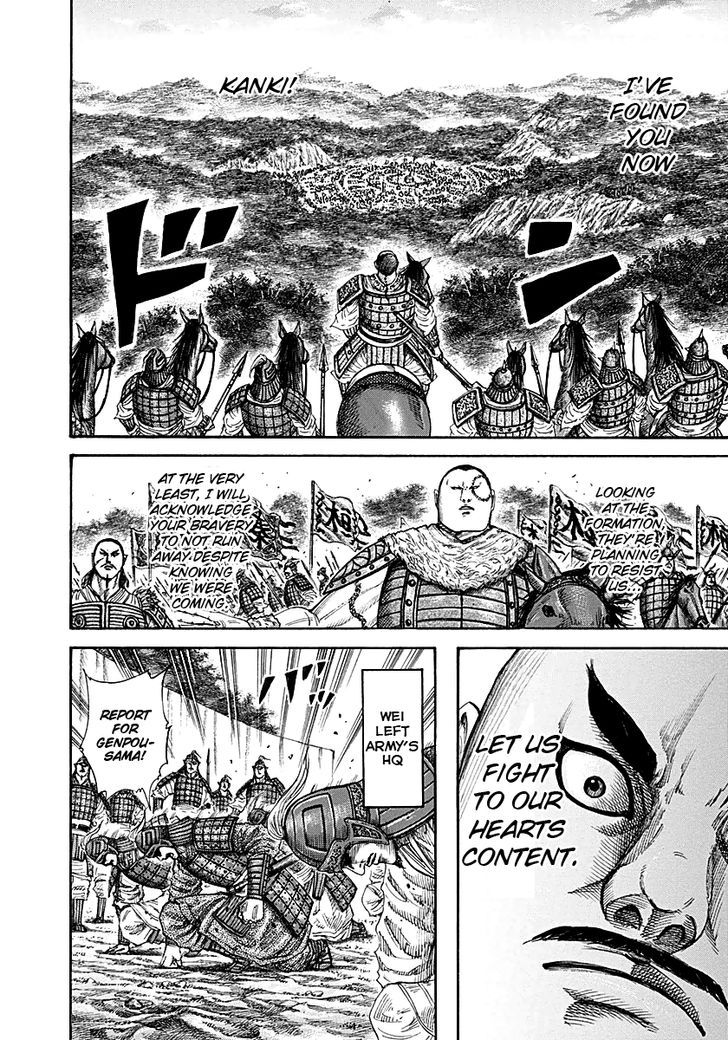 I'VE
FOUND
YOU
NOW
KANKI!
ドン
LOOKING
AT THE
FORMATION,
THEY'RE
PLANNING
TO RESIST
US...
AT THE VERY
LEAST, I WILL
ACKNOWLEDGE
YOUR BRAVERY
TO NOT RUN
AWAY DESPITE
KNOWING
WE WERE
COMING.
LET US
FIGHT
TO OUR
HEARTS
CONTENT.
WEI
LEFT
ARMY'S
HQ
REPORT
FOR
GENPOU-
SAMA!